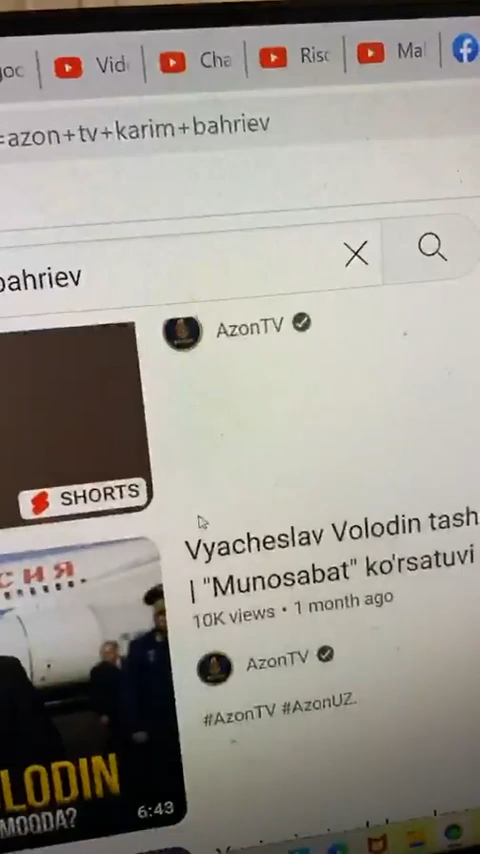 Vid
Cha
Risc
Mal
=azon+tv+karim+bahriev
bahriev
AzonTV
SHORTS
Vyacheslav Volodin tash
| "Munosabat" ko'rsatuvi
10K views • 1 month ago
AzonTV
#AzonTV #AzonUZ.
СИЯ
LODIN
MODDA?
6:43